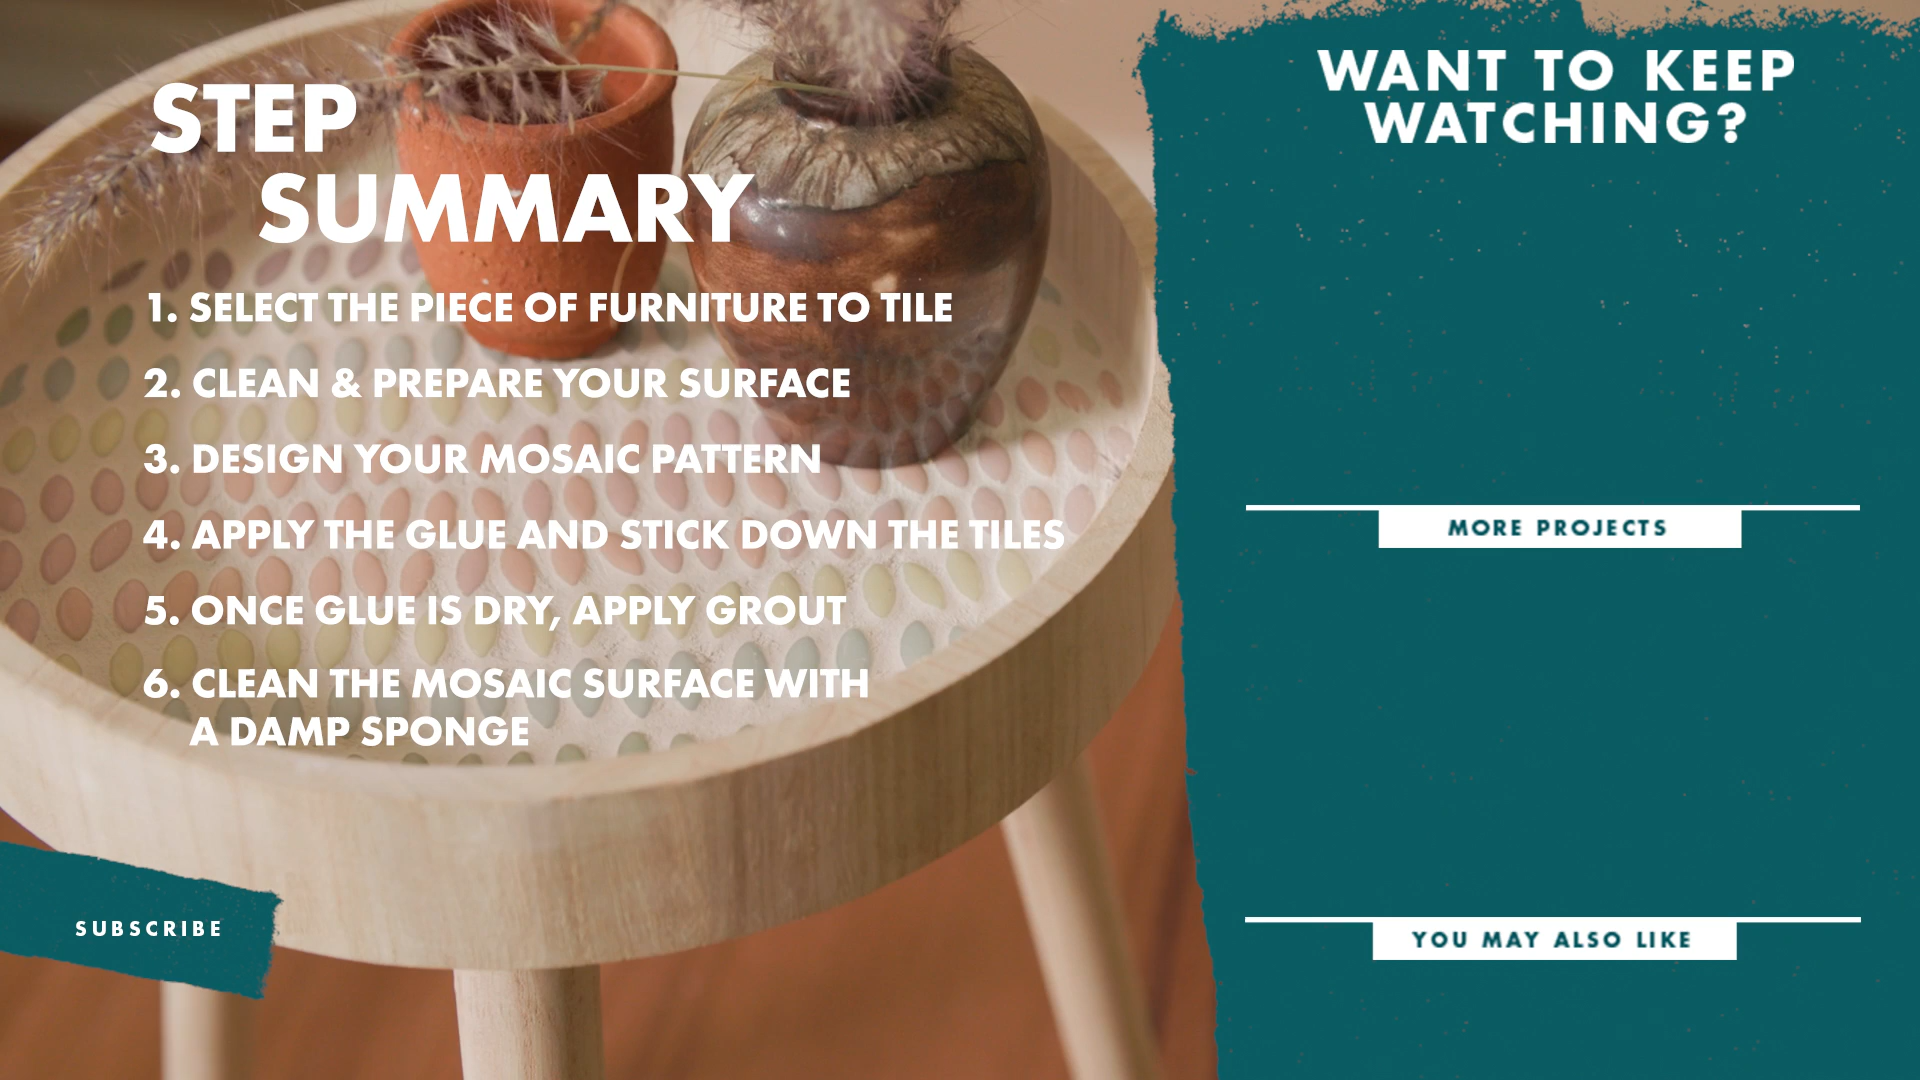 STEP
SUMMARY
1. SELECT THE PIECE OF FURNITURE TO TILE
2. CLEAN & PREPARE YOUR SURFACE
3. DESIGN YOUR MOSAIC PATTERN
4. APPLY THE GLUE AND STICK DOWN THE TILES
5. ONCE GLUE IS DRY, APPLY GROUT
6. CLEAN THE MOSAIC SURFACE WITH
A DAMP SPONGE
SUBSCRIBE
WANT TO KEEP
WATCHING?
MORE PROJECTS
YOU MAY ALSO LIKE